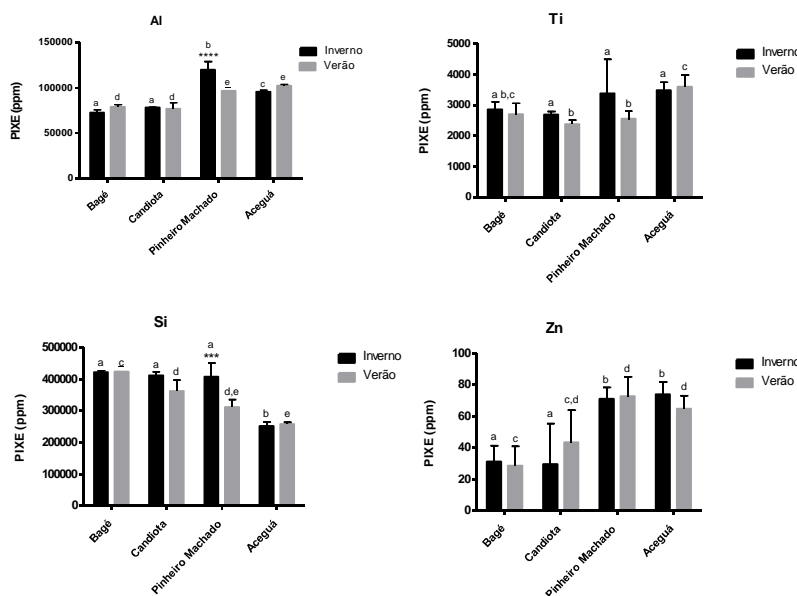 Al
Inverno
Verão
PIXE (ppm)
150000
100000
50000
0
a
d
a
d
b
****
e
c
e
Bagé
Candiota
Pinheiro Machado
Aceguá
Ti
Inverno
Verão
PIXE (ppm)
5000
4000
3000
2000
1000
0
a
b,c
a
b
a
b
a
c
Bagé
Candiota
Pinheiro Machado
Aceguá
Si
Inverno
Verão
PIXE (ppm)
500000
400000
300000
200000
100000
0
a
c
a
d
a
***
d,e
b
e
Bagé
Candiota
Pinheiro Machado
Aceguá
Zn
Inverno
Verão
PIXE (ppm)
100
80
60
40
20
0
a
c
a
c,d
b
d
b
d
Bagé
Candiota
Pinheiro Machado
Aceguá